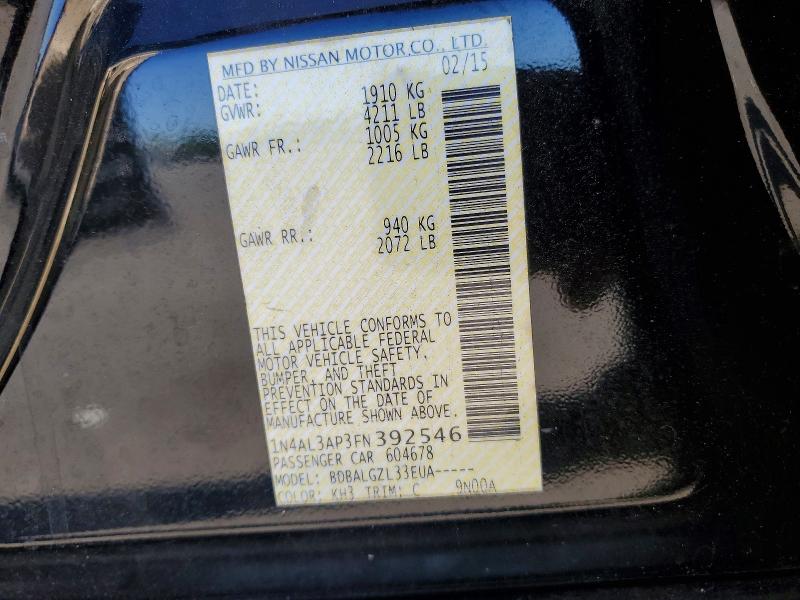 MFD BY NISSAN MOTOR.CO., LTD.
DATE: 02/15
GVWR: 1910 KG
4211 LB
GAWR FR.: 1005 KG
2216 LB
GAWR RR.: 940 KG
2072 LB
THIS VEHICLE CONFORMS TO
ALL APPLICABLE FEDERAL
MOTOR VEHICLE SAFETY,
BUMPER, AND THEFT
PREVENTION STANDARDS IN
EFFECT ON THE DATE OF
MANUFACTURE SHOWN ABOVE.
1N4AL3AP3FN392546
PASSENGER CAR 604678
MODEL: BDBALGZL33EUA-----
COLOR: KH3 TRIM: C 9N00A